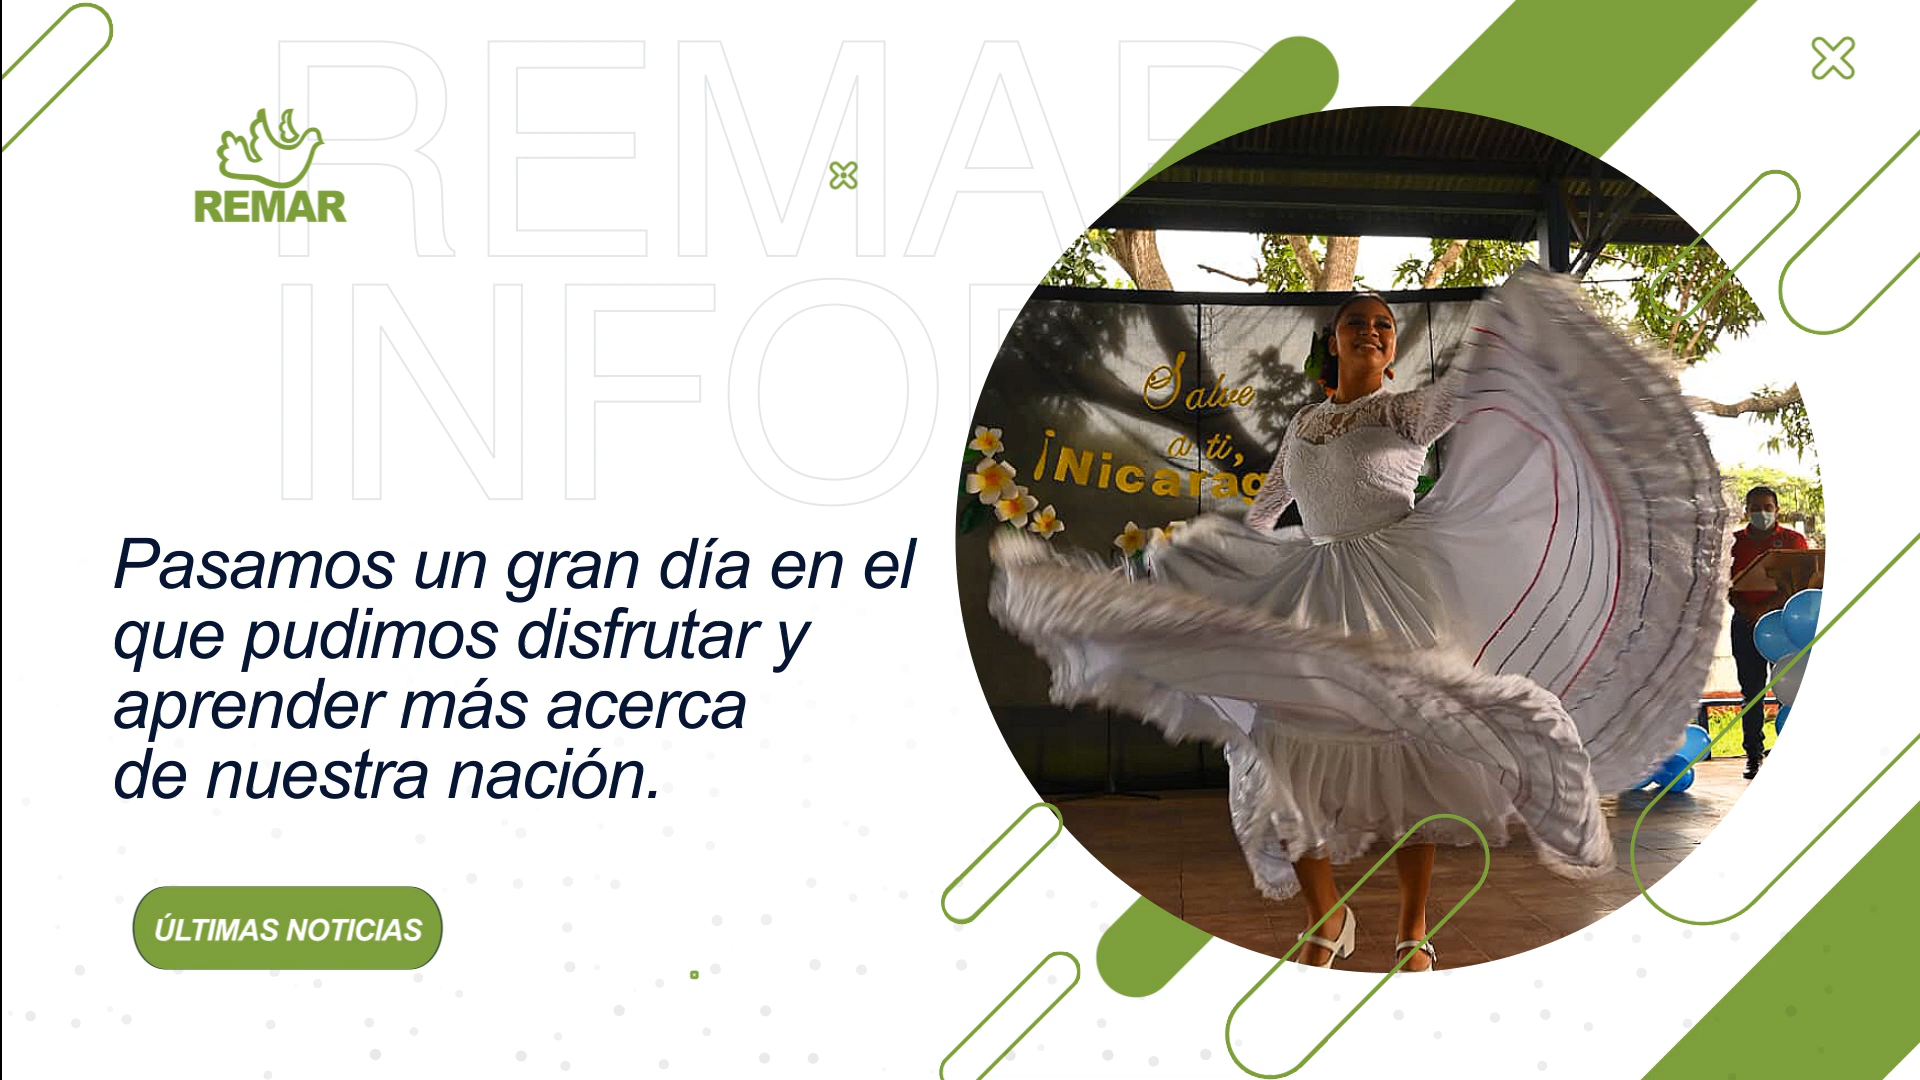 REMAR
INFO
REMAR
Salve
a ti,
¡Nicarag
Pasamos un gran día en el
que pudimos disfrutar y
aprender más acerca
de nuestra nación.
ÚLTIMAS NOTICIAS